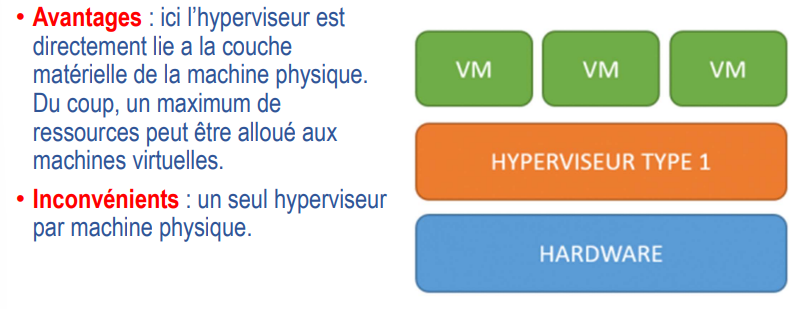 • Avantages : ici l'hyperviseur est
directement lie a la couche
matérielle de la machine physique.
Du coup, un maximum de
ressources peut être alloué aux
machines virtuelles.
• Inconvénients : un seul hyperviseur
par machine physique.
VM VM VM
HYPERVISEUR TYPE 1
HARDWARE